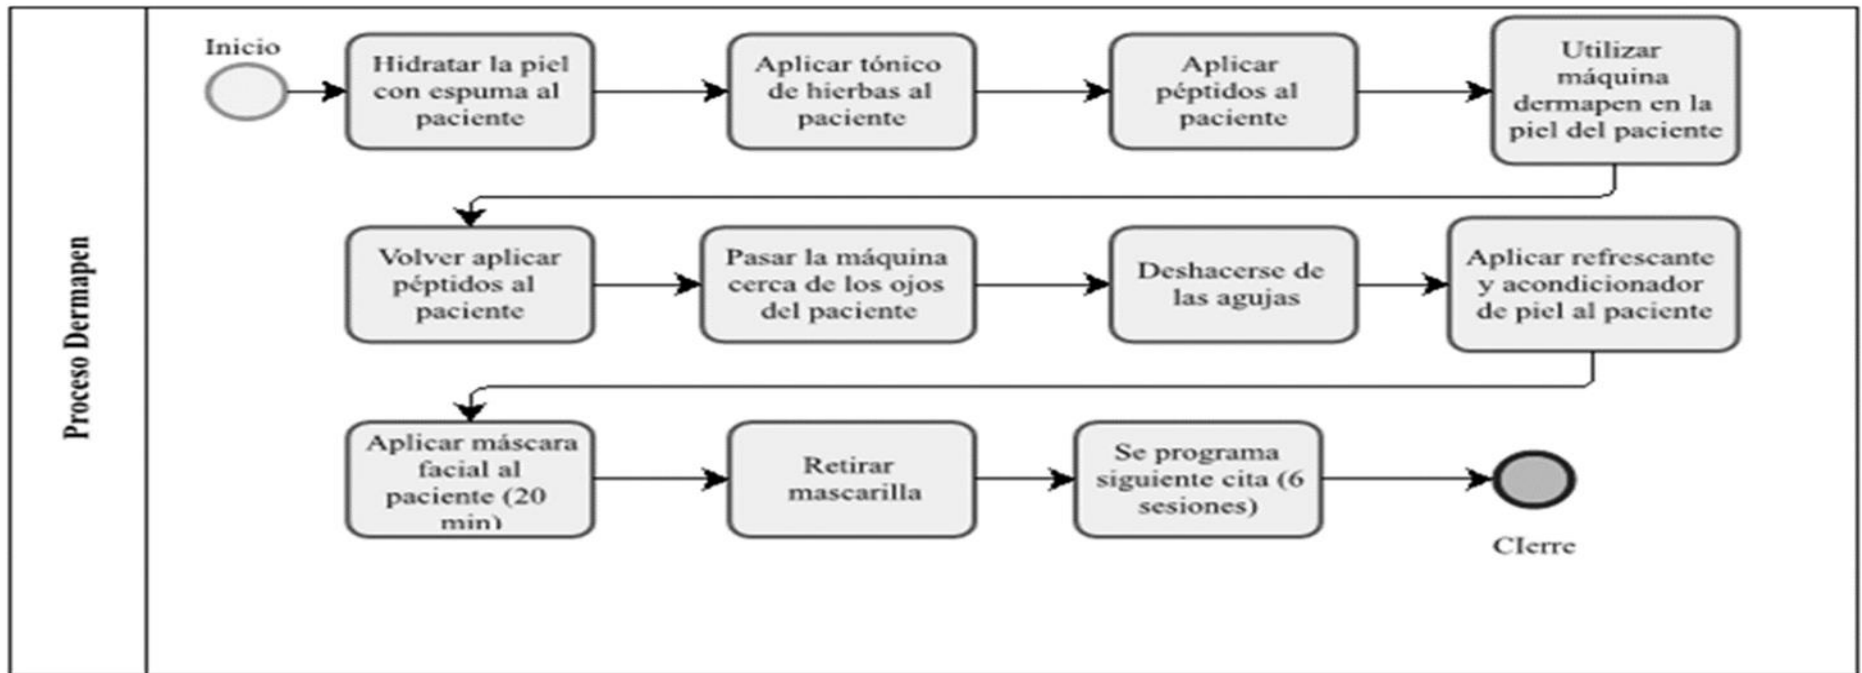 Proceso Dermapen
Inicio
Hidratar la piel
con espuma al
paciente
Aplicar tónico
de hierbas al
paciente
Aplicar
péptidos al
paciente
Utilizar
máquina
dermapen en la
piel del paciente
Volver aplicar
péptidos al
paciente
Pasar la máquina
cerca de los ojos
del paciente
Deshacerse de
las agujas
Aplicar refrescante
y acondicionador
de piel al paciente
Aplicar máscara
facial al
paciente (20
min)
Retirar
mascarilla
Se programa
siguiente cita (6
sesiones)
CIerre